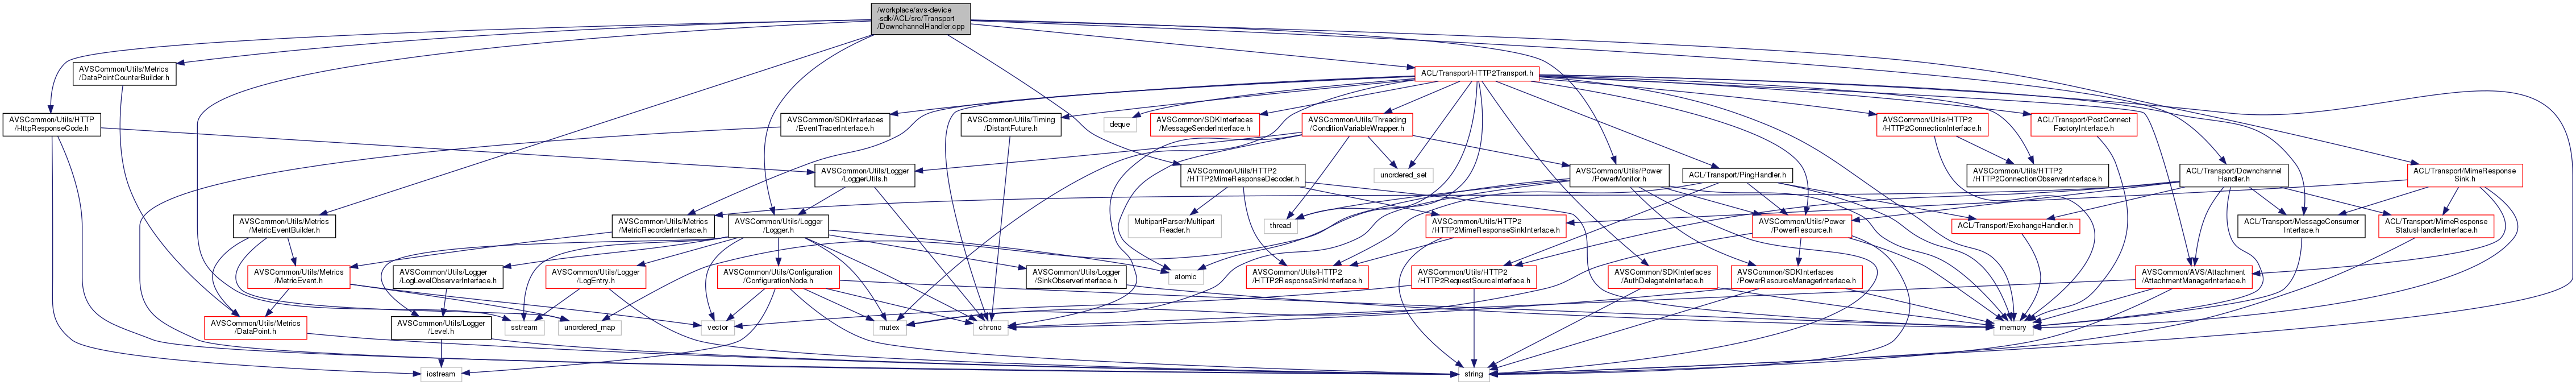 /workplace/avs-device
-sdk/ACL/src/Transport
/DownchannelHandler.cpp
AVSCommon/Utils/Metrics
/DataPointCounterBuilder.h
ACL/Transport/HTTP2Transport.h
AVSCommon/Utils/HTTP
/HttpResponseCode.h
AVSCommon/SDKInterfaces
/EventTracerInterface.h
AVSCommon/Utils/Timing
/DistantFuture.h
deque
AVSCommon/SDKInterfaces
/MessageSenderInterface.h
AVSCommon/Utils/Threading
/ConditionVariableWrapper.h
AVSCommon/Utils/HTTP2
/HTTP2ConnectionInterface.h
ACL/Transport/PostConnect
FactoryInterface.h
AVSCommon/Utils/Logger
/LoggerUtils.h
AVSCommon/Utils/HTTP2
/HTTP2MimeResponseDecoder.h
unordered_set
AVSCommon/Utils/Power
/PowerMonitor.h
ACL/Transport/PingHandler.h
AVSCommon/Utils/HTTP2
/HTTP2ConnectionObserverInterface.h
ACL/Transport/Downchannel
Handler.h
ACL/Transport/MimeResponse
Sink.h
AVSCommon/Utils/Metrics
/MetricEventBuilder.h
AVSCommon/Utils/Metrics
/MetricRecorderInterface.h
AVSCommon/Utils/Logger
/Logger.h
MultipartParser/Multipart
Reader.h
thread
AVSCommon/Utils/HTTP2
/HTTP2MimeResponseSinkInterface.h
AVSCommon/Utils/Power
/PowerResource.h
ACL/Transport/ExchangeHandler.h
ACL/Transport/MessageConsumer
Interface.h
ACL/Transport/MimeResponse
StatusHandlerInterface.h
AVSCommon/Utils/Metrics
/MetricEvent.h
AVSCommon/Utils/Logger
/LogLevelObserverInterface.h
AVSCommon/Utils/Logger
/LogEntry.h
AVSCommon/Utils/Configuration
/ConfigurationNode.h
AVSCommon/Utils/Logger
/SinkObserverInterface.h
atomic
AVSCommon/Utils/HTTP2
/HTTP2ResponseSinkInterface.h
AVSCommon/Utils/HTTP2
/HTTP2RequestSourceInterface.h
AVSCommon/SDKInterfaces
/AuthDelegateInterface.h
AVSCommon/SDKInterfaces
/PowerResourceManagerInterface.h
AVSCommon/AVS/Attachment
/AttachmentManagerInterface.h
AVSCommon/Utils/Metrics
/DataPoint.h
AVSCommon/Utils/Logger
/Level.h
sstream
unordered_map
vector
mutex
chrono
memory
iostream
string